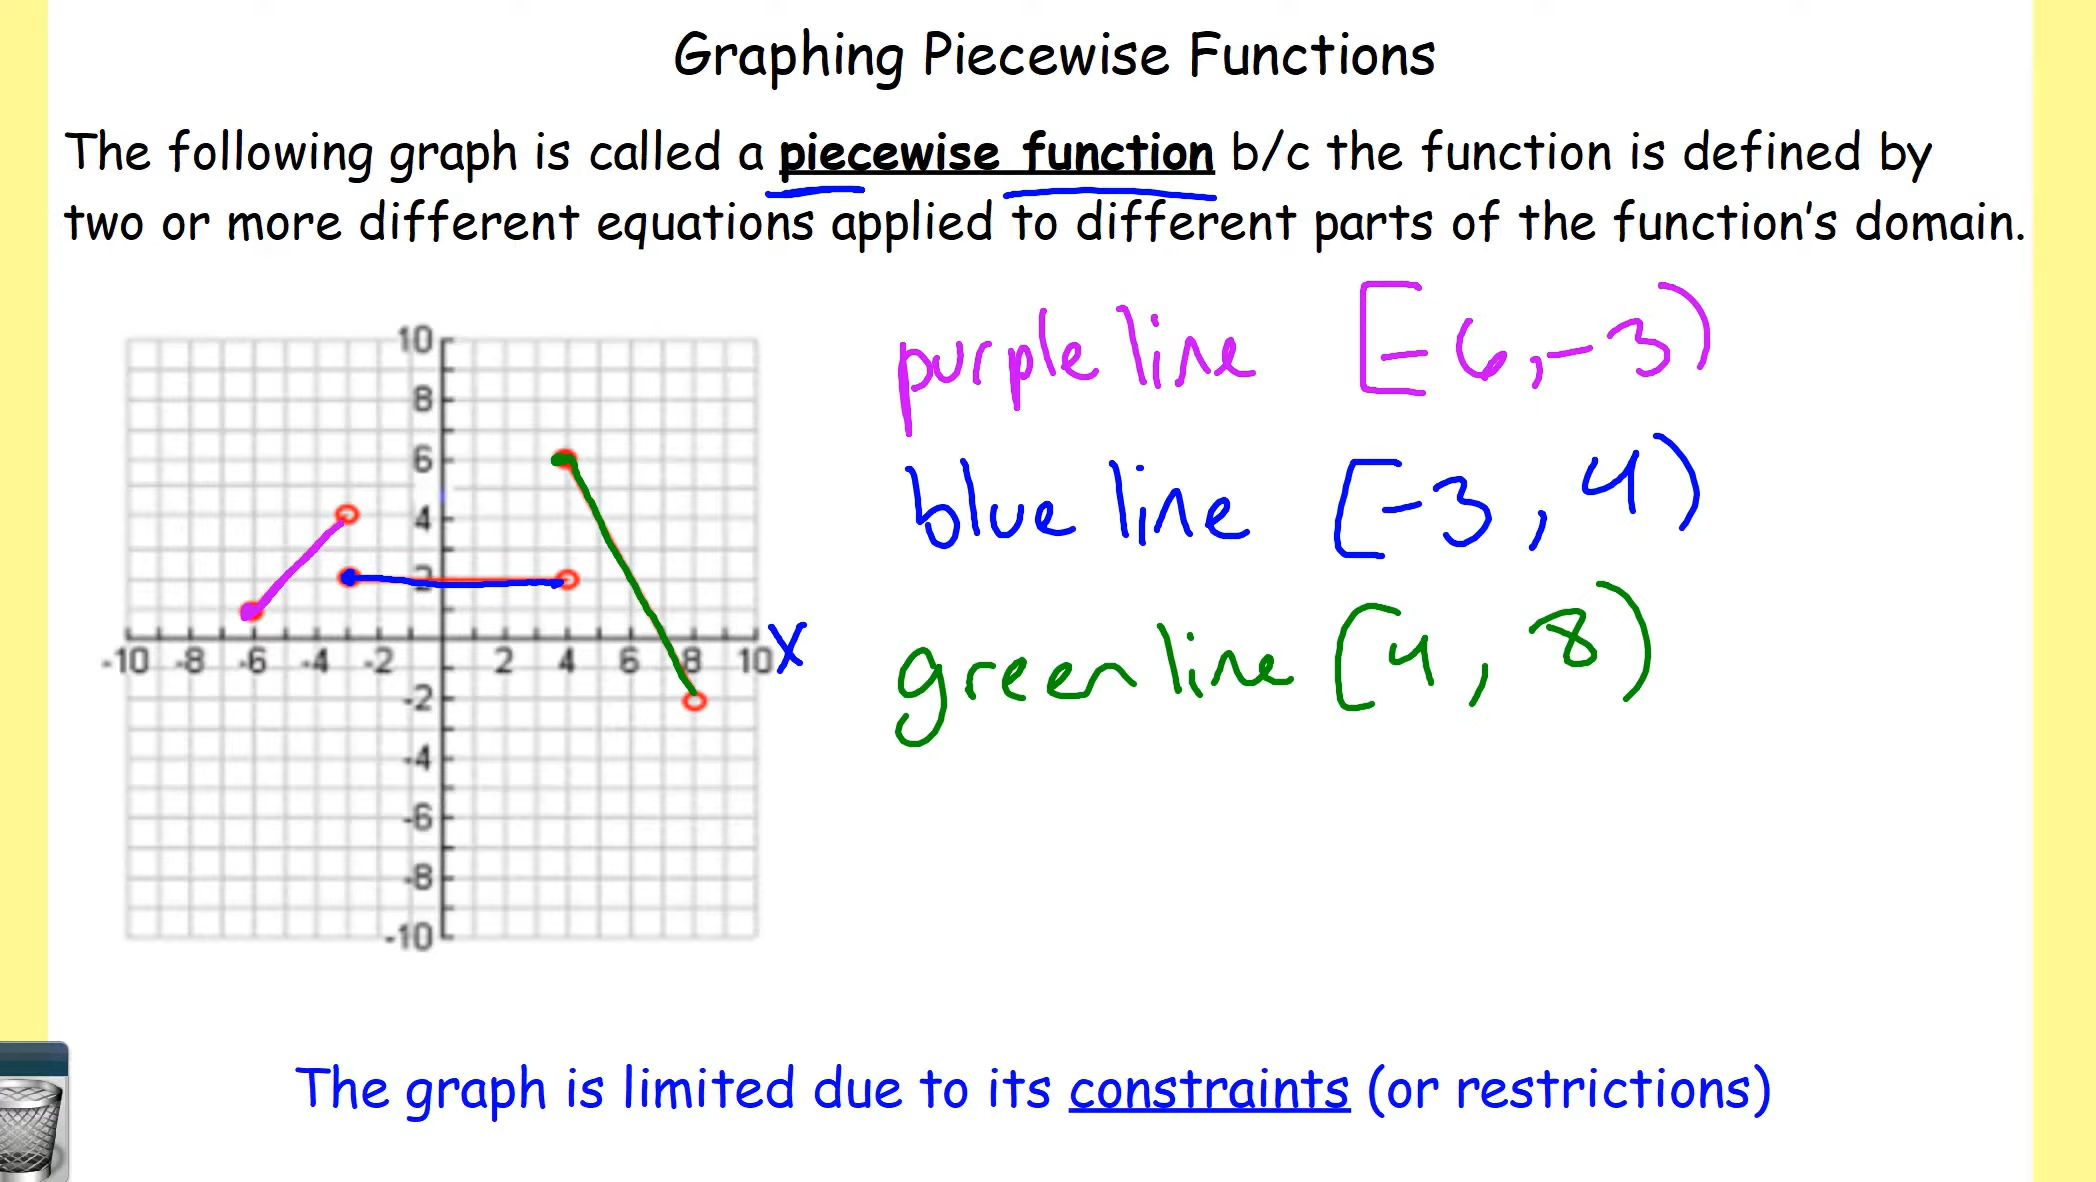 Graphing Piecewise Functions
The following graph is called a piecewise function b/c the function is defined by
two or more different equations applied to different parts of the function's domain.
purple line [-6,-3)
blue line [-3, 4)
green line (4, 8)
10
8
6
4
2
-10 -8 -6 -4 -2 2 4 6 8 10 x
-2
-4
-6
-8
-10
The graph is limited due to its constraints (or restrictions)